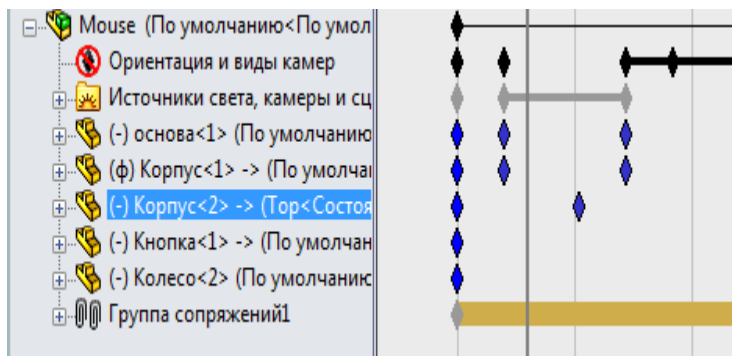 Mouse (По умолчанию<По умол
Ориентация и виды камер
Источники света, камеры и сц
(-) основа<1> (По умолчанию
(ф) Корпус<1> -> (По умолча
(-) Корпус<2> -> (Top<Состоя
(-) Кнопка<1> -> (По умолчан
(-) Колесо<2> (По умолчанию
Группа сопряжений1